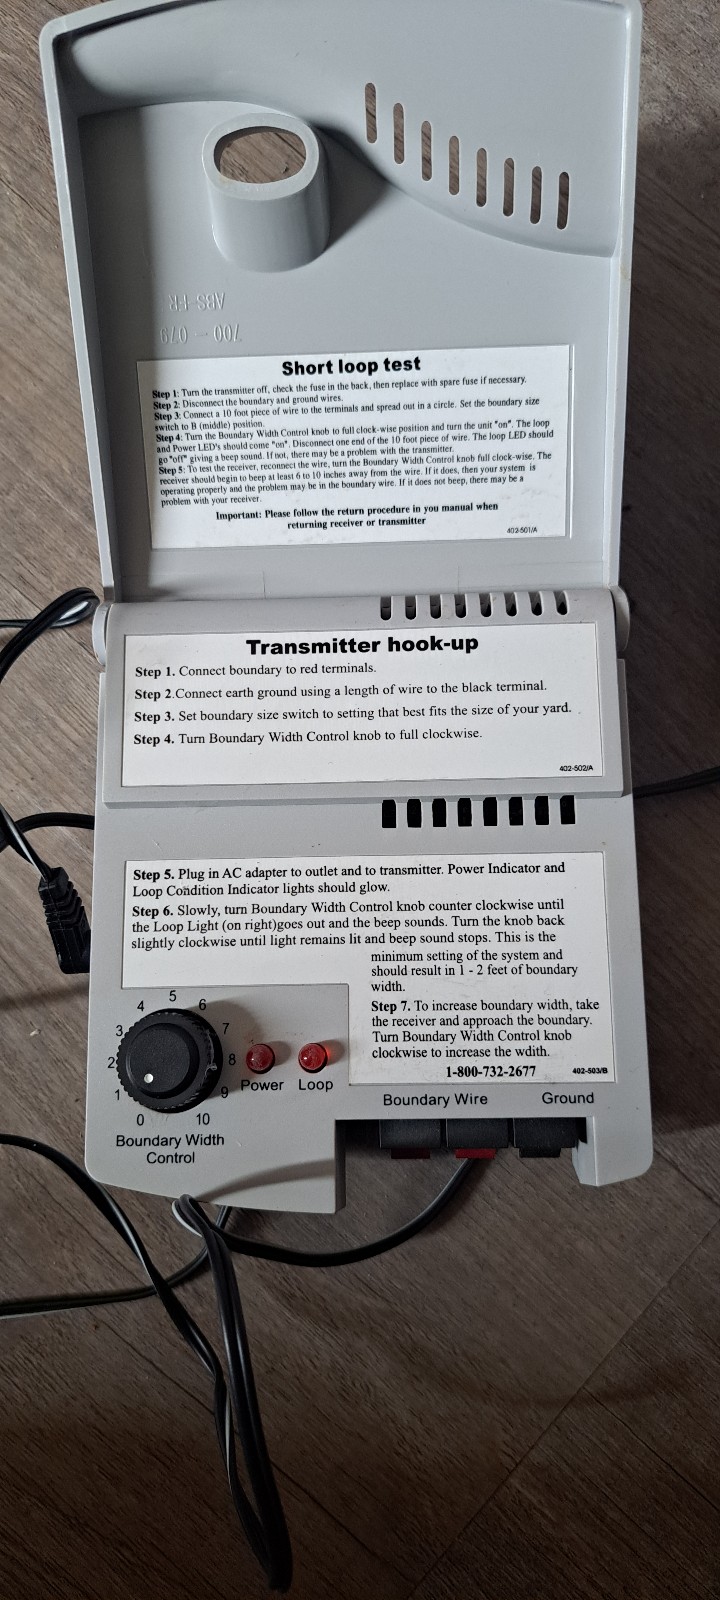 ABS-FR
700 - 079
Short loop test
Step 1: Turn the transmitter off, check the fuse in the back, then replace with spare fuse if necessary.
Step 2: Disconnect the boundary and ground wires.
Step 3: Connect a 10 foot piece of wire to the terminals and spread out in a circle. Set the boundary size
switch to B (middle) position.
Step 4: Turn the Boundary Width Control knob to full clock-wise position and turn the unit "on". The loop
and Power LED's should come "on". Disconnect one end of the 10 foot piece of wire. The loop LED should
go "off" giving a beep sound. If not, there may be a problem with the transmitter.
Step 5: To test the receiver, reconnect the wire, turn the Boundary Width Control knob full clock-wise. The
receiver should begin to beep at least 6 to 10 inches away from the wire. If it does, then your system is
operating properly and the problem may be in the boundary wire. If it does not beep, there may be a
problem with your receiver.
Important: Please follow the return procedure in you manual when
returning receiver or transmitter
402-501/A
Transmitter hook-up
Step 1. Connect boundary to red terminals.
Step 2.Connect earth ground using a length of wire to the black terminal.
Step 3. Set boundary size switch to setting that best fits the size of your yard.
Step 4. Turn Boundary Width Control knob to full clockwise.
402-502/A
Step 5. Plug in AC adapter to outlet and to transmitter. Power Indicator and
Loop Condition Indicator lights should glow.
Step 6. Slowly, turn Boundary Width Control knob counter clockwise until
the Loop Light (on right)goes out and the beep sounds. Turn the knob back
slightly clockwise until light remains lit and beep sound stops. This is the
minimum setting of the system and
should result in 1 - 2 feet of boundary
width.
Step 7. To increase boundary width, take
the receiver and approach the boundary.
Turn Boundary Width Control knob
clockwise to increase the wdith.
1-800-732-2677 402-503/B
0 1 2 3 4 5 6 7 8 9 10
Power Loop
Boundary Width
Control
Boundary Wire Ground